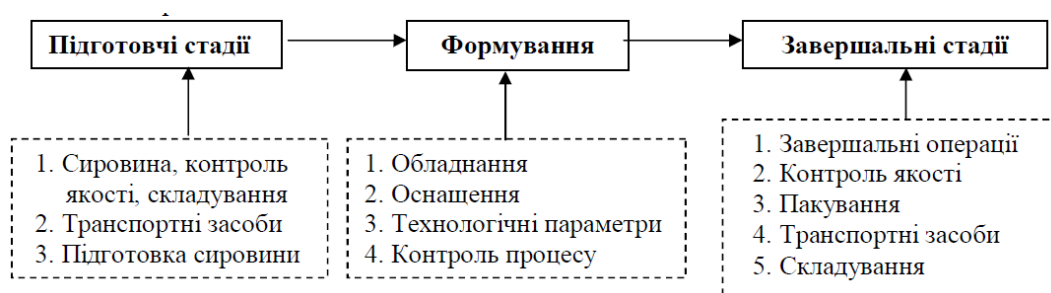 Підготовчі стадії
Формування
Завершальні стадії
1. Сировина, контроль
якості, складування
2. Транспортні засоби
3. Підготовка сировини
1. Обладнання
2. Оснащення
3. Технологічні параметри
4. Контроль процесу
1. Завершальні операції
2. Контроль якості
3. Пакування
4. Транспортні засоби
5. Складування